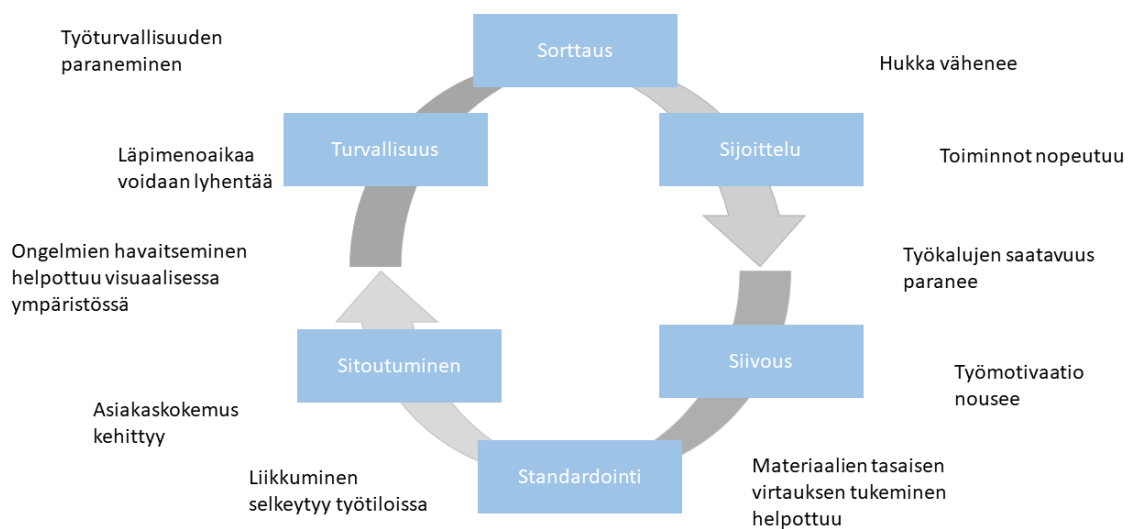 Sorttaus
Sijoittelu
Siivous
Standardointi
Sitoutuminen
Turvallisuus
Hukka vähenee
Toiminnot nopeutuu
Työkalujen saatavuus
paranee
Työmotivaatio
nousee
Materiaalien tasaisen
virtauksen tukeminen
helpottuu
Liikkuminen
selkeytyy työtiloissa
Asiakaskokemus
kehittyy
Ongelmien havaitseminen
helpottuu visuaalisessa
ympäristössä
Läpimenoaikaa
voidaan lyhentää
Työturvallisuuden
paraneminen